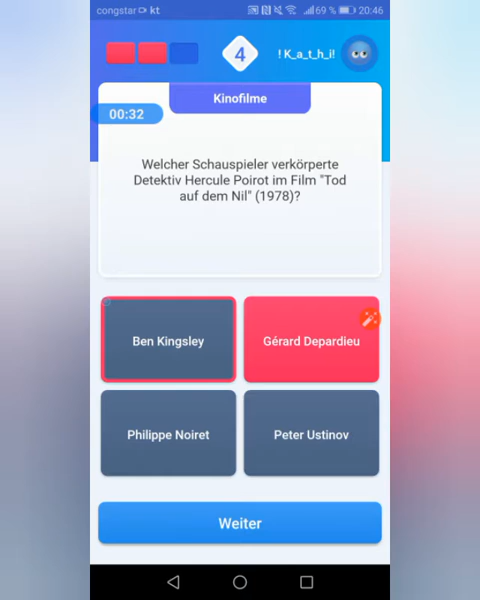 congstar kt 69 % 20:46
4 ! K_a_t_h_i!
Kinofilme
00:32
Welcher Schauspieler verkörperte
Detektiv Hercule Poirot im Film "Tod
auf dem Nil" (1978)?
Ben Kingsley
Gérard Depardieu
Philippe Noiret
Peter Ustinov
Weiter